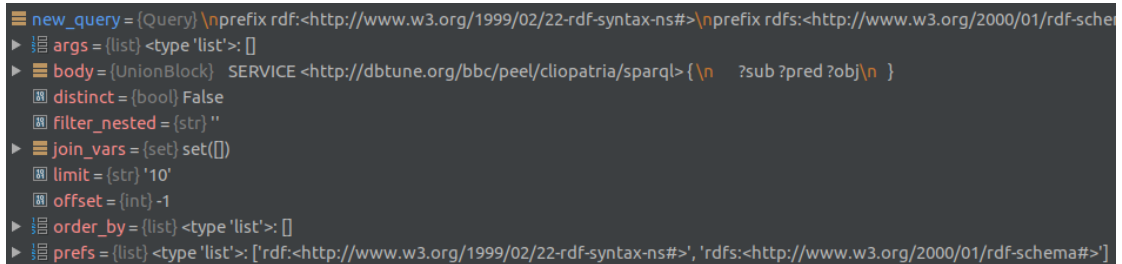 new_query = {Query} \nprefix rdf:<http://www.w3.org/1999/02/22-rdf-syntax-ns#>\nprefix rdfs:<http://www.w3.org/2000/01/rdf-scher
args = {list} <type 'list'>: []
body = {UnionBlock} SERVICE <http://dbtune.org/bbc/peel/cliopatria/sparql> { \n ?sub ?pred ?obj\n }
distinct = {bool} False
filter_nested = {str} ''
join_vars = {set} set([])
limit = {str} '10'
offset = {int} -1
order_by = {list} <type 'list'>: []
prefs = {list} <type 'list'>: ['rdf:<http://www.w3.org/1999/02/22-rdf-syntax-ns#>', 'rdfs:<http://www.w3.org/2000/01/rdf-schema#>']